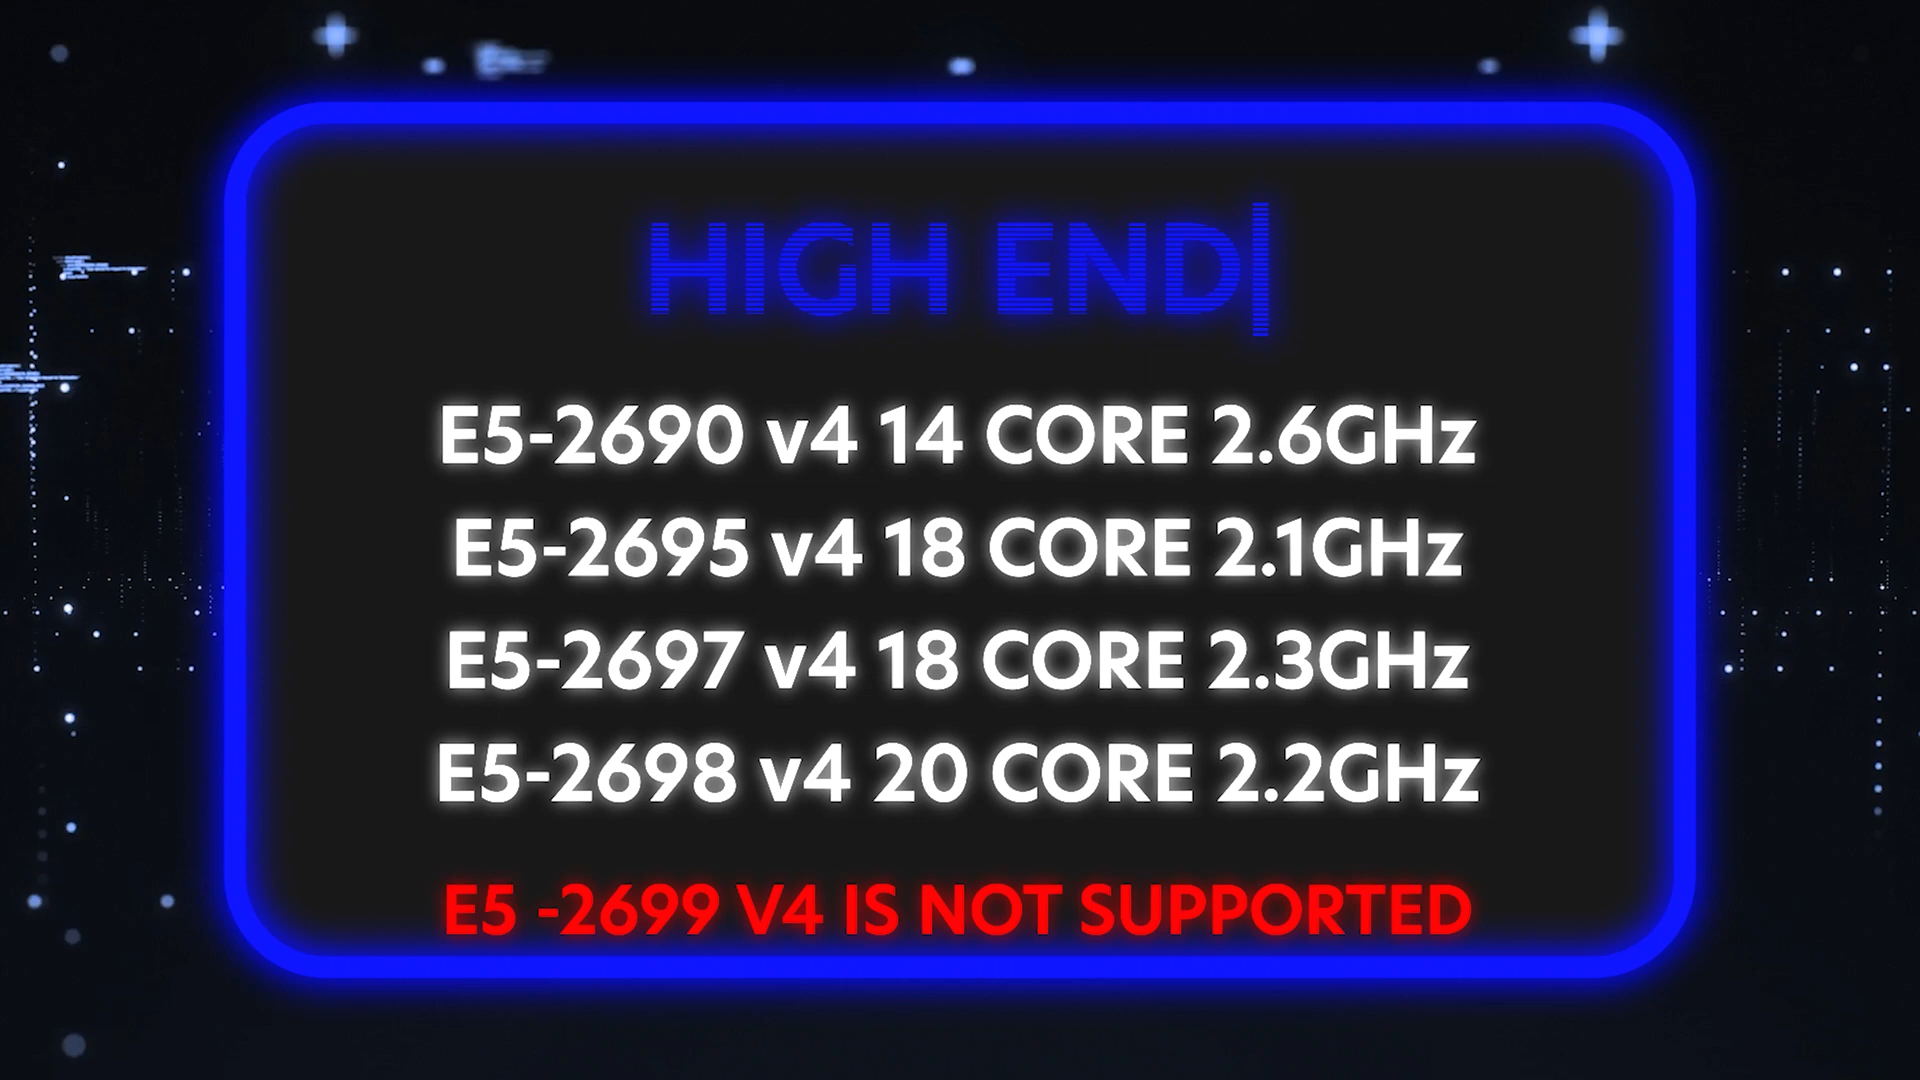 HIGH END|
E5-2690 v4 14 CORE 2.6GHz
E5-2695 v4 18 CORE 2.1GHz
E5-2697 v4 18 CORE 2.3GHz
E5-2698 v4 20 CORE 2.2GHz
E5 -2699 V4 IS NOT SUPPORTED